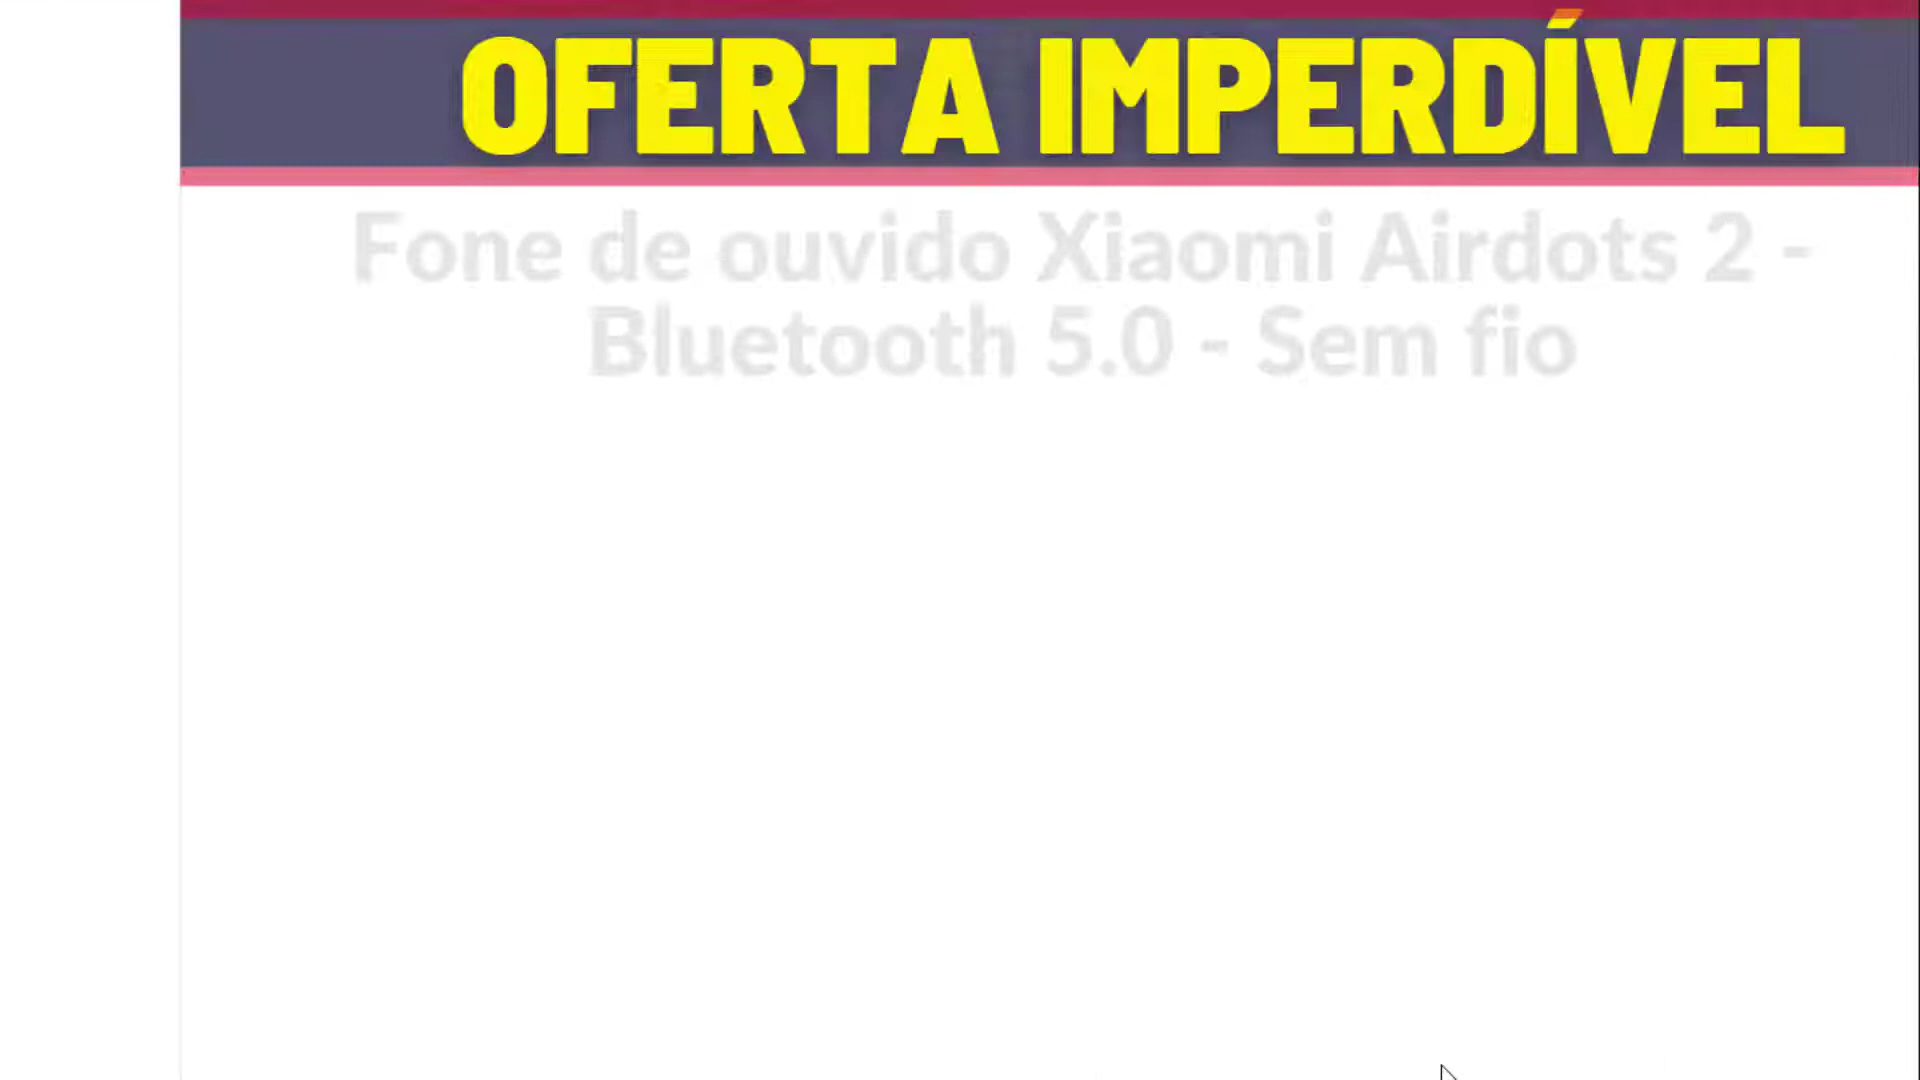 OFERTA IMPERDÍVEL
Fone de ouvido Xiaomi Airdots 2 -
Bluetooth 5.0 - Sem fio